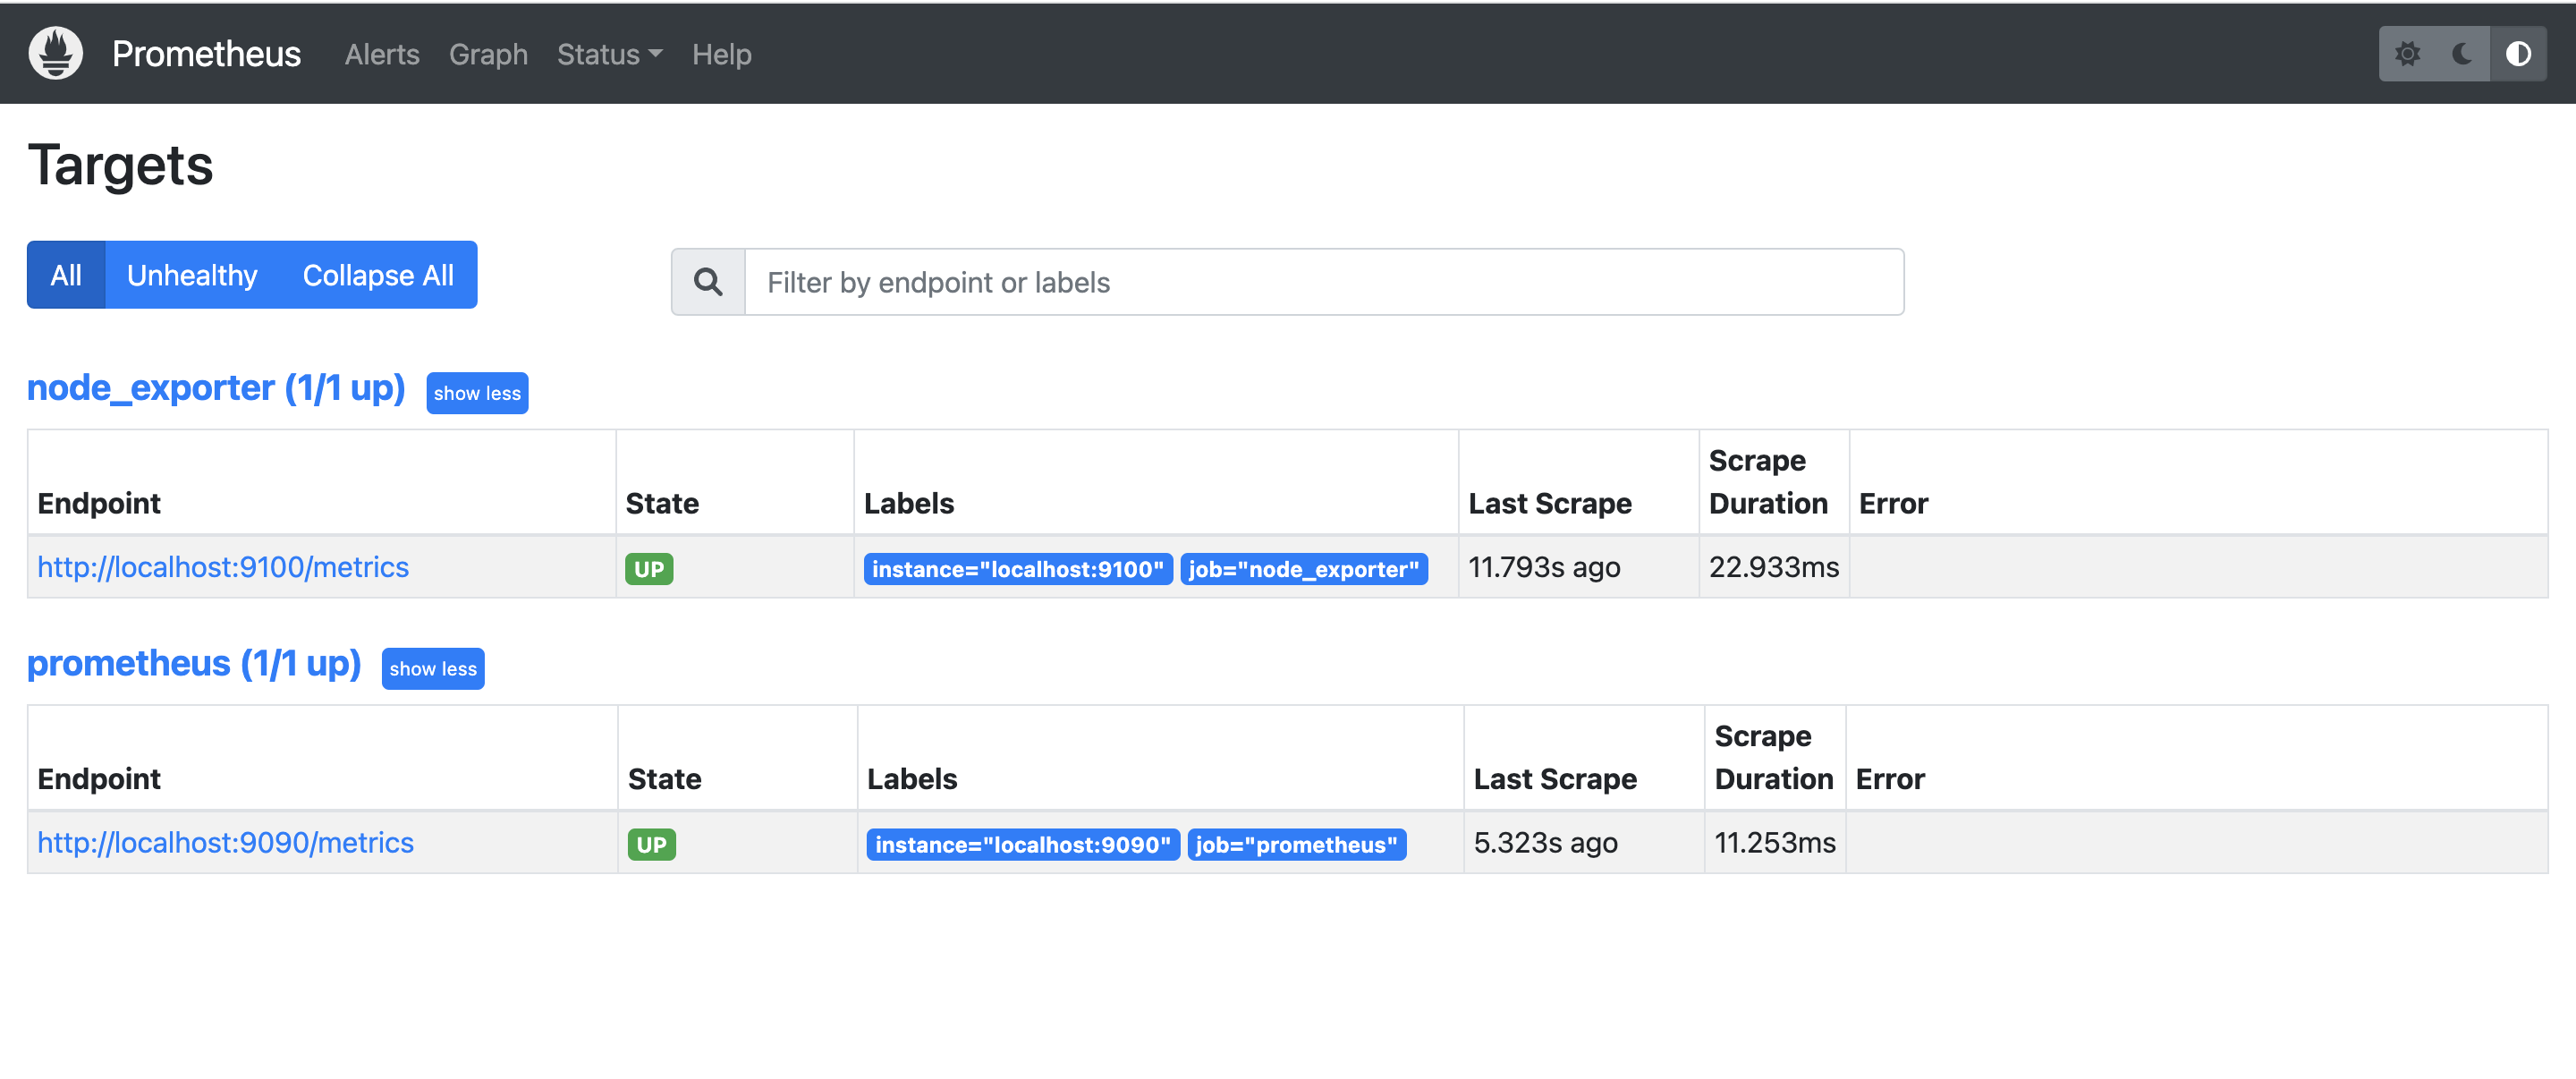 Prometheus Alerts Graph Status Help
Targets
All Unhealthy Collapse All
Filter by endpoint or labels
node_exporter (1/1 up) show less
Endpoint State Labels Last Scrape Scrape Duration Error
http://localhost:9100/metrics UP instance="localhost:9100" job="node_exporter" 11.793s ago 22.933ms
prometheus (1/1 up) show less
Endpoint State Labels Last Scrape Scrape Duration Error
http://localhost:9090/metrics UP instance="localhost:9090" job="prometheus" 5.323s ago 11.253ms